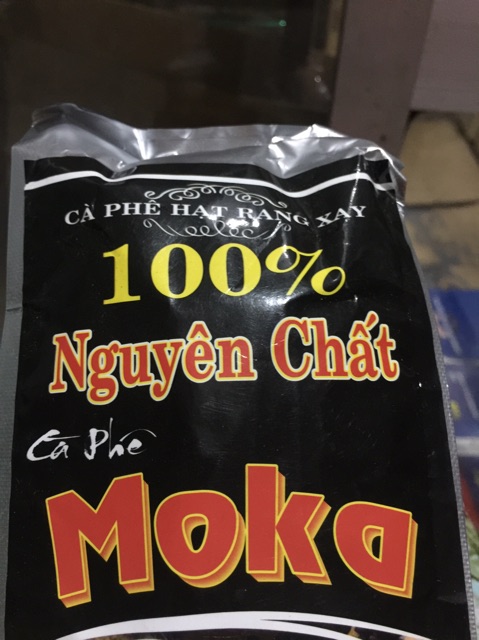 CÀ PHÊ HẠT RANG XAY
100%
Nguyên Chất
Cà Phê
Moka